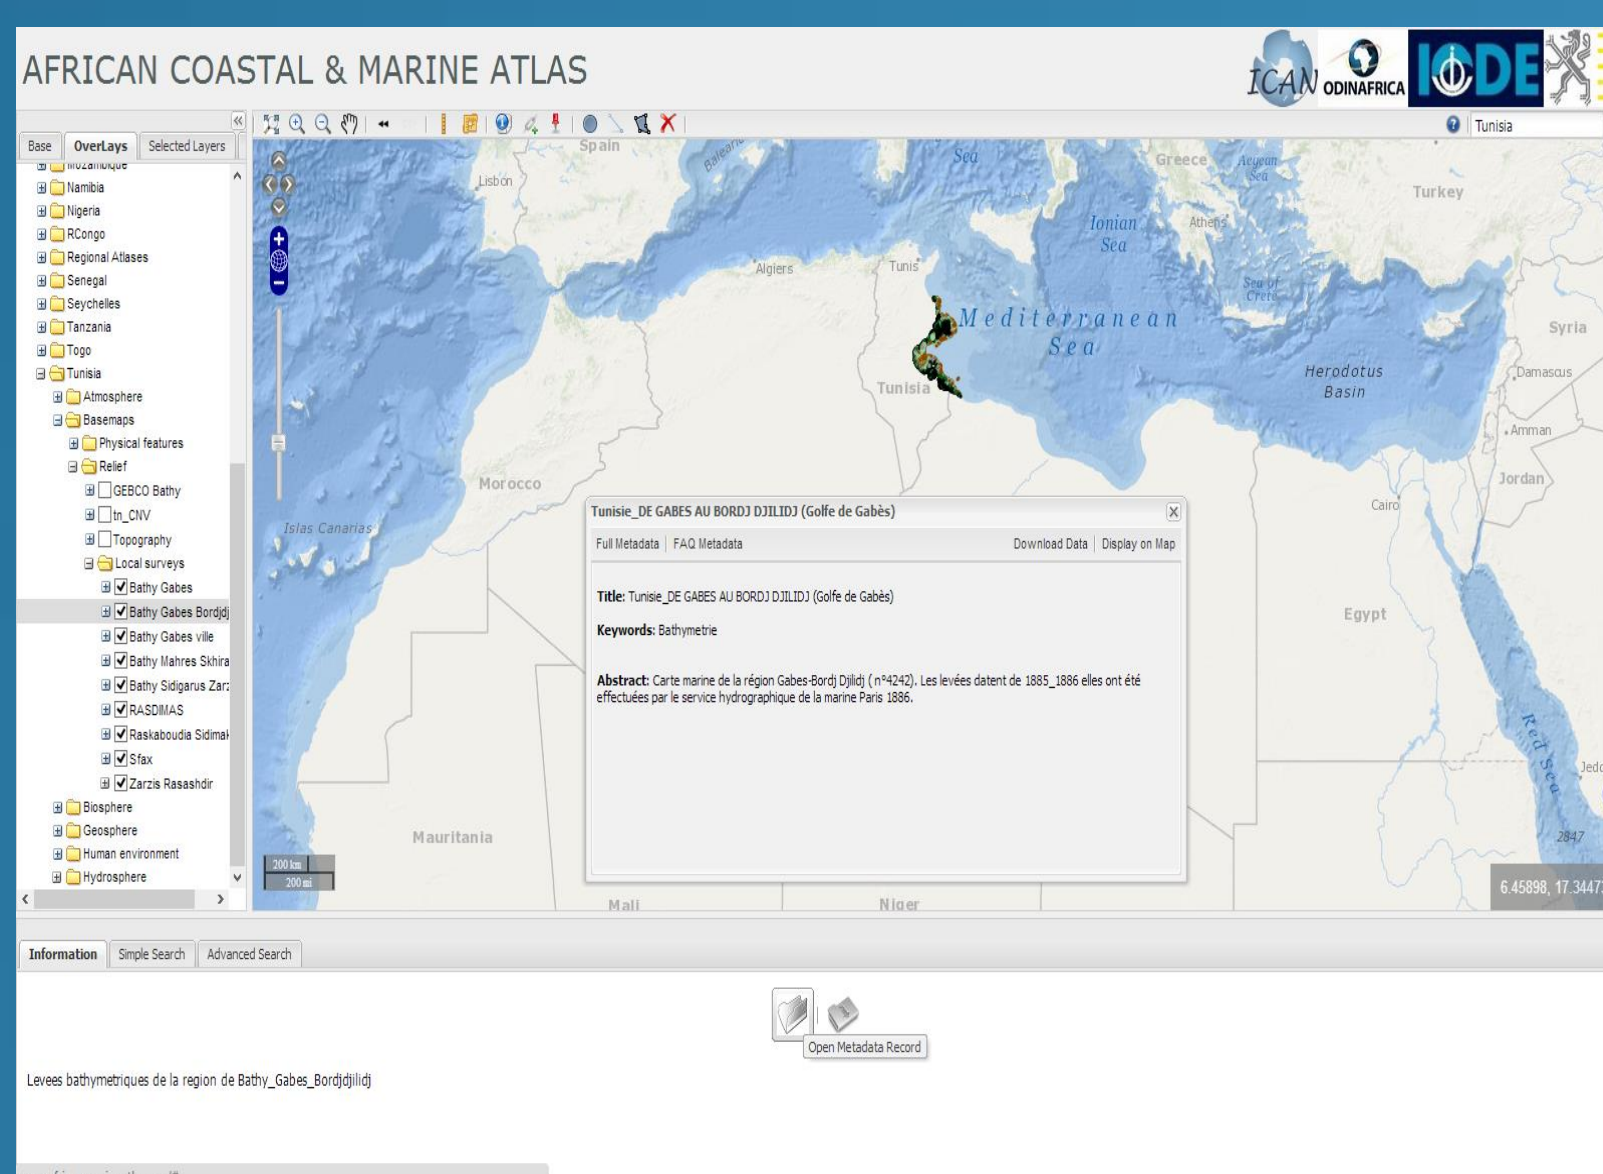 AFRICAN COASTAL & MARINE ATLAS
ICAN
ODINAFRICA
IODE
Base
OverLays
Selected Layers
Tunisia
Mozambique
Namibia
Nigeria
RCongo
Regional Atlases
Senegal
Seychelles
Tanzania
Togo
Tunisia
Atmosphere
Basemaps
Physical features
Relief
GEBCO Bathy
tn_CNV
Topography
Local surveys
Bathy Gabes
Bathy Gabes Bordjdj
Bathy Gabes ville
Bathy Mahres Skhira
Bathy Sidigarus Zarz
RASDIMAS
Raskaboudia Sidimak
Sfax
Zarzis Rasashdir
Biosphere
Geosphere
Human environment
Hydrosphere
Spain
Balearic
Sea
Greece
Aegean
Sea
Turkey
Lisbon
Ionian
Sea
Athens
Algiers
Tunis
Sea of
Crete
Mediterranean
Sea
Syria
Herodotus
Basin
Damascus
Tunisia
Amman
Morocco
Jordan
Cairo
Islas Canarias
Egypt
Red Sea
Jedd
Mauritania
2847
200 km
200 mi
Mali
Niger
6.45898, 17.34473
Tunisie_DE GABES AU BORDJ DJILIDJ (Golfe de Gabès)
Full Metadata
FAQ Metadata
Download Data
Display on Map
Title: Tunisie_DE GABES AU BORDJ DJILIDJ (Golfe de Gabès)
Keywords: Bathymetrie
Abstract: Carte marine de la région Gabes-Bordj Djilidj ( n°4242). Les levées datent de 1885_1886 elles ont été
effectuées par le service hydrographique de la marine Paris 1886.
Information
Simple Search
Advanced Search
Open Metadata Record
Levees bathymetriques de la region de Bathy_Gabes_Bordjdjilidj